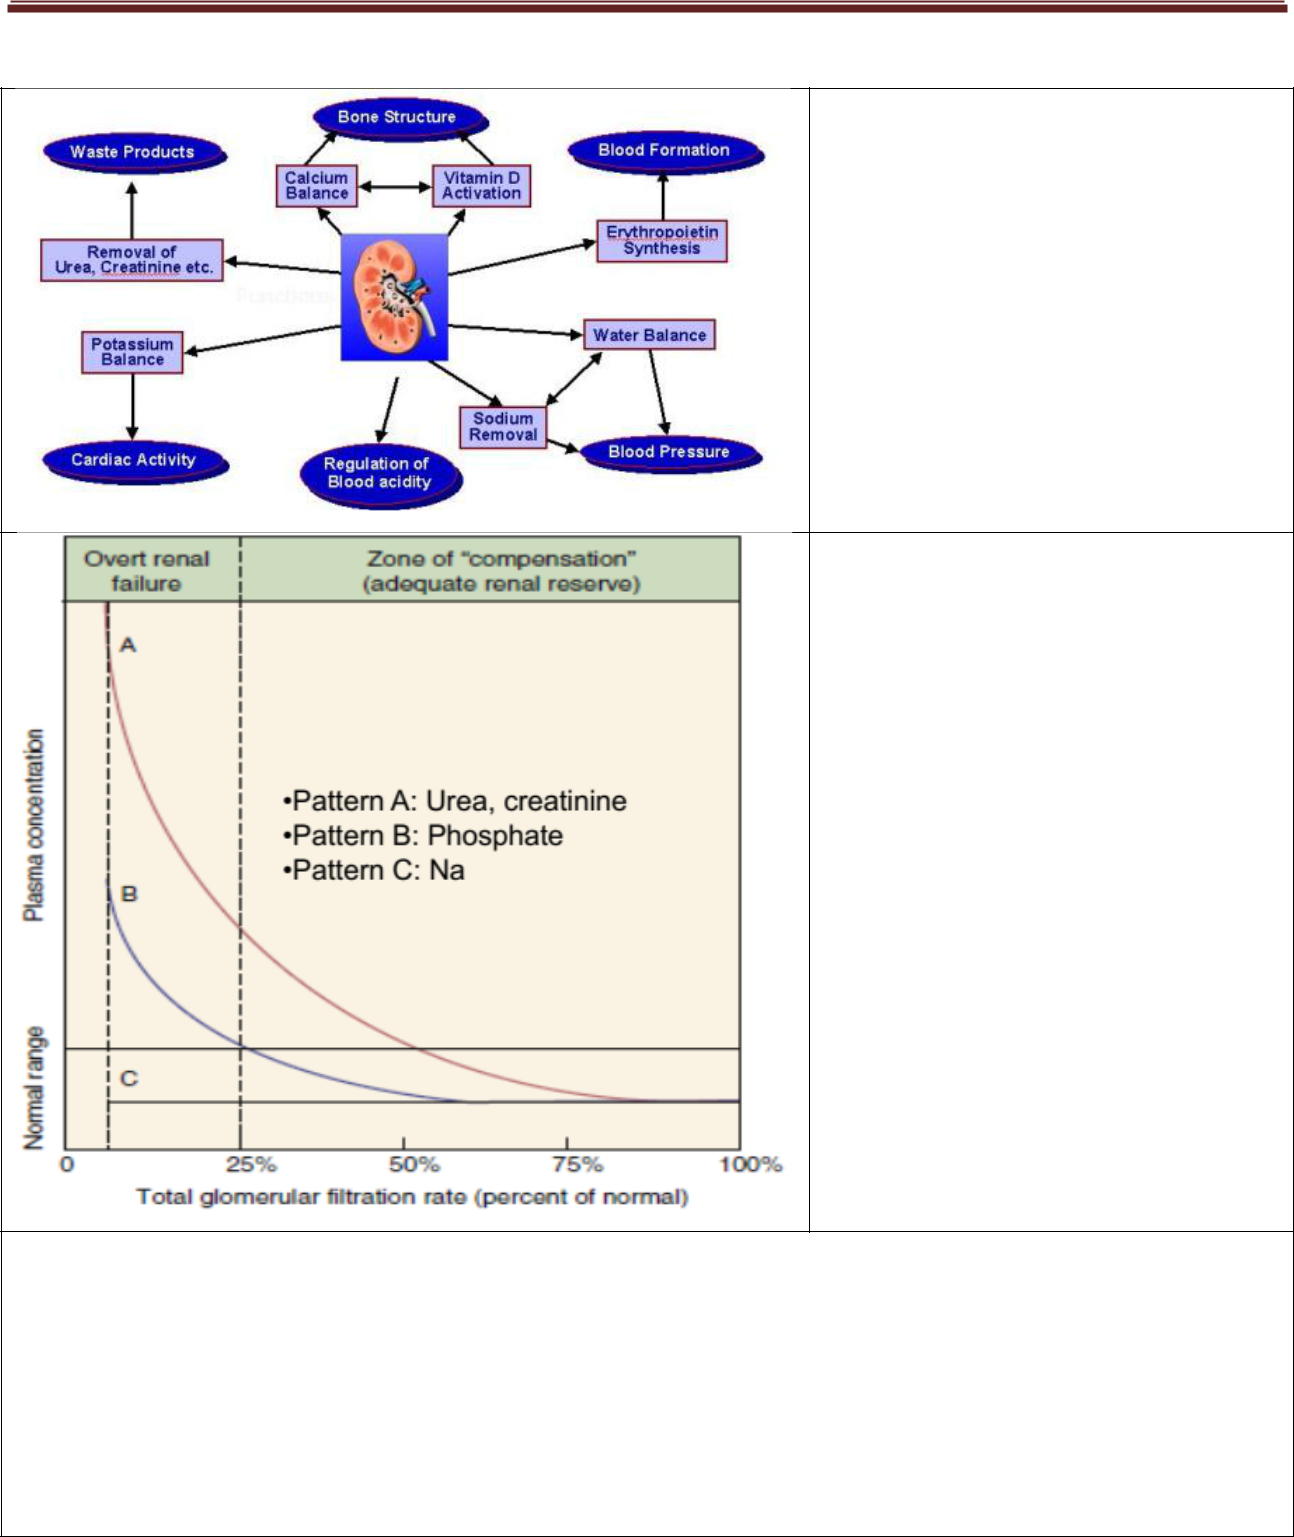 Bone Structure
Waste Products
Blood Formation
Calcium
Balance
Vitamin D
Activation
Erythropoietin
Synthesis
Removal of
Urea, Creatinine etc.
Functions
Potassium
Balance
Water Balance
Sodium
Removal
Cardiac Activity
Regulation of
Blood acidity
Blood Pressure
Overt renal
failure
Zone of “compensation”
(adequate renal reserve)
A
•Pattern A: Urea, creatinine
•Pattern B: Phosphate
•Pattern C: Na
B
C
Plasma concentration
Normal range
0
25%
50%
75%
100%
Total glomerular filtration rate (percent of normal)